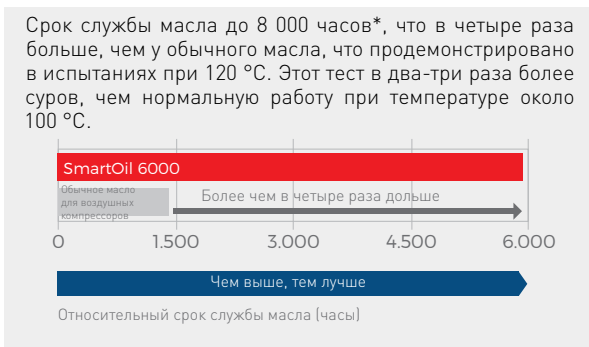 Срок службы масла до 8 000 часов*, что в четыре раза
больше, чем у обычного масла, что продемонстрировано
в испытаниях при 120 °C. Этот тест в два-три раза более
суров, чем нормальную работу при температуре около
100 °C.
SmartOil 6000
Обычное масло
для воздушных
компрессоров
Более чем в четыре раза дольше
0 1.500 3.000 4.500 6.000
Чем выше, тем лучше
Относительный срок службы масла (часы)